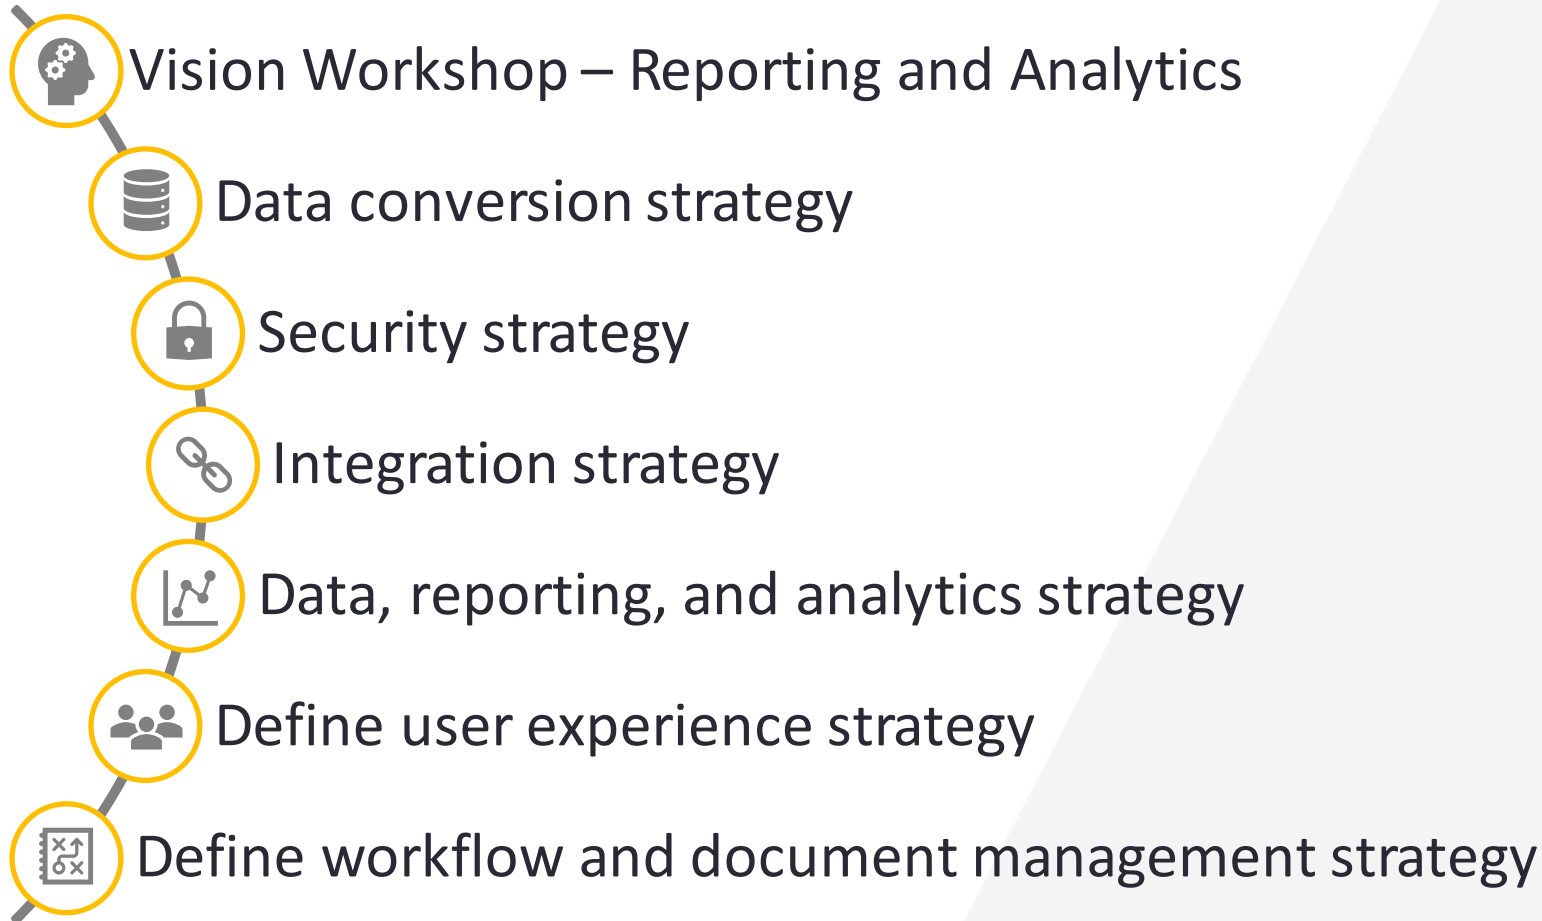 Vision Workshop – Reporting and Analytics
Data conversion strategy
Security strategy
Integration strategy
Data, reporting, and analytics strategy
Define user experience strategy
Define workflow and document management strategy